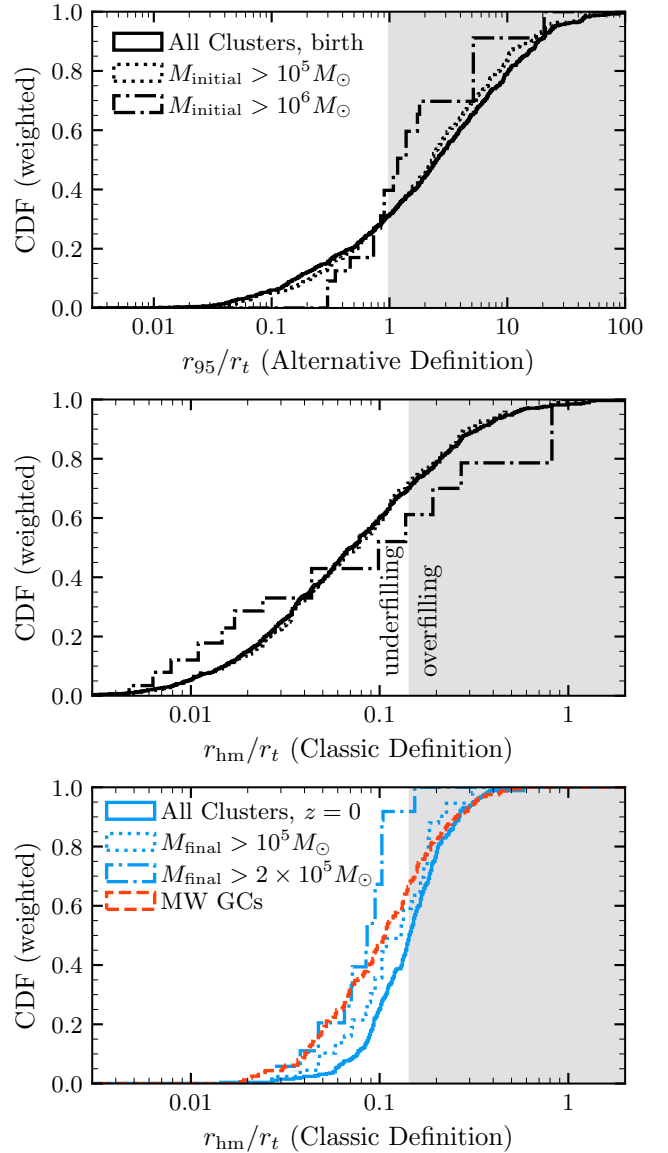 1.0
0.8
0.6
0.4
0.2
0.0
CDF (weighted)
All Clusters, birth
M_initial > 10^5 M_⊙
M_initial > 10^6 M_⊙
0.01 0.1 1 10 100
r_95/r_t (Alternative Definition)
1.0
0.8
0.6
0.4
0.2
0.0
CDF (weighted)
underfilling
overfilling
0.01 0.1 1
r_hm/r_t (Classic Definition)
1.0
0.8
0.6
0.4
0.2
0.0
CDF (weighted)
All Clusters, z = 0
M_final > 10^5 M_⊙
M_final > 2 × 10^5 M_⊙
MW GCs
0.01 0.1 1
r_hm/r_t (Classic Definition)